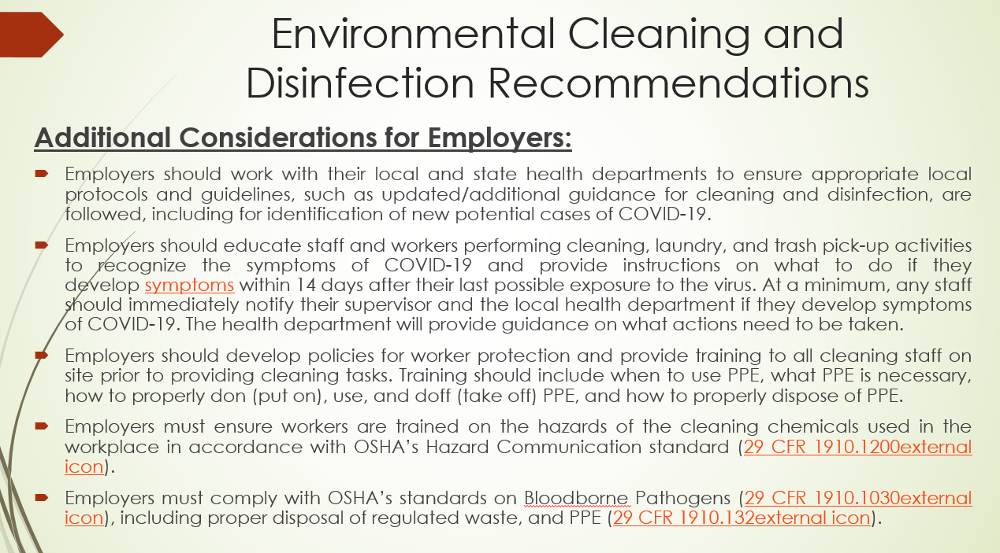 Environmental Cleaning and
Disinfection Recommendations
Additional Considerations for Employers:
Employers should work with their local and state health departments to ensure appropriate local
protocols and guidelines, such as updated/additional guidance for cleaning and disinfection, are
followed, including for identification of new potential cases of COVID-19.
Employers should educate staff and workers performing cleaning, laundry, and trash pick-up activities
to recognize the symptoms of COVID-19 and provide instructions on what to do if they
develop symptoms within 14 days after their last possible exposure to the virus. At a minimum, any staff
should immediately notify their supervisor and the local health department if they develop symptoms
of COVID-19. The health department will provide guidance on what actions need to be taken.
Employers should develop policies for worker protection and provide training to all cleaning staff on
site prior to providing cleaning tasks. Training should include when to use PPE, what PPE is necessary,
how to properly don (put on), use, and doff (take off) PPE, and how to properly dispose of PPE.
Employers must ensure workers are trained on the hazards of the cleaning chemicals used in the
workplace in accordance with OSHA's Hazard Communication standard (29 CFR 1910.1200external
icon).
Employers must comply with OSHA's standards on Bloodborne Pathogens (29 CFR 1910.1030external
icon), including proper disposal of regulated waste, and PPE (29 CFR 1910.132external icon).